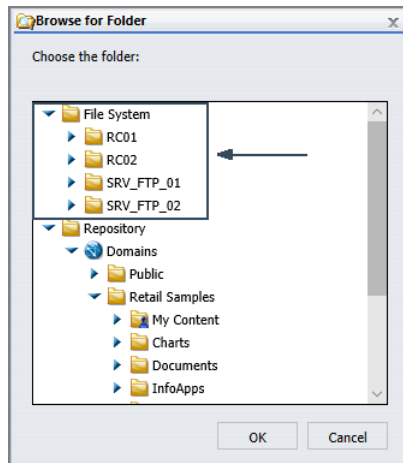 Browse for Folder
Choose the folder:
File System
RC01
RC02
SRV_FTP_01
SRV_FTP_02
Repository
Domains
Public
Retail Samples
My Content
Charts
Documents
InfoApps
OK Cancel